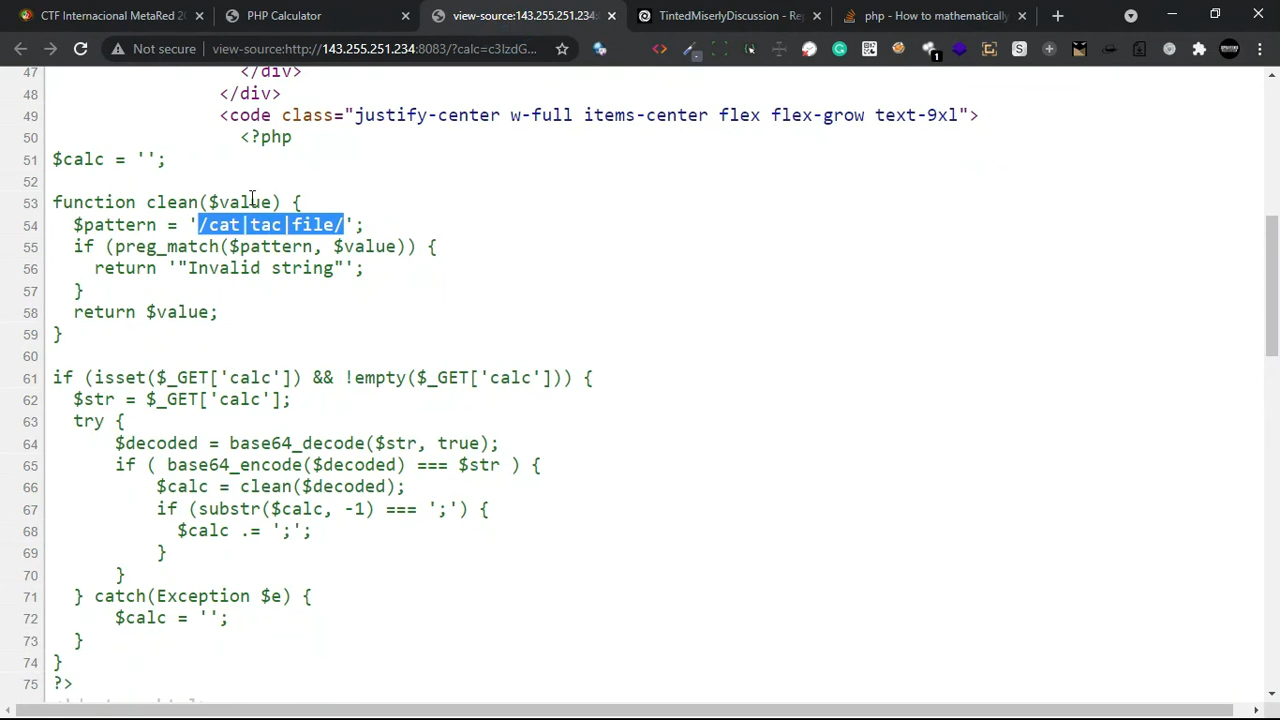 CTF Internacional MetaRed 20
PHP Calculator
view-source:143.255.251.234:
TintedMiserlyDiscussion - Rep
php - How to mathematically
Not secure
view-source:http://143.255.251.234:8083/?calc=c3lzdG...
47 </div>
48 </div>
49 <code class="justify-center w-full items-center flex flex-grow text-9xl">
50 <?php
51 $calc = '';
52
53 function clean($value) {
54 $pattern = '/cat|tac|file/';
55 if (preg_match($pattern, $value)) {
56 return '"Invalid string"';
57 }
58 return $value;
59 }
60
61 if (isset($_GET['calc']) && !empty($_GET['calc'])) {
62 $str = $_GET['calc'];
63 try {
64 $decoded = base64_decode($str, true);
65 if ( base64_encode($decoded) === $str ) {
66 $calc = clean($decoded);
67 if (substr($calc, -1) === ';') {
68 $calc .= ';';
69 }
70 }
71 } catch(Exception $e) {
72 $calc = '';
73 }
74 }
75 ?>